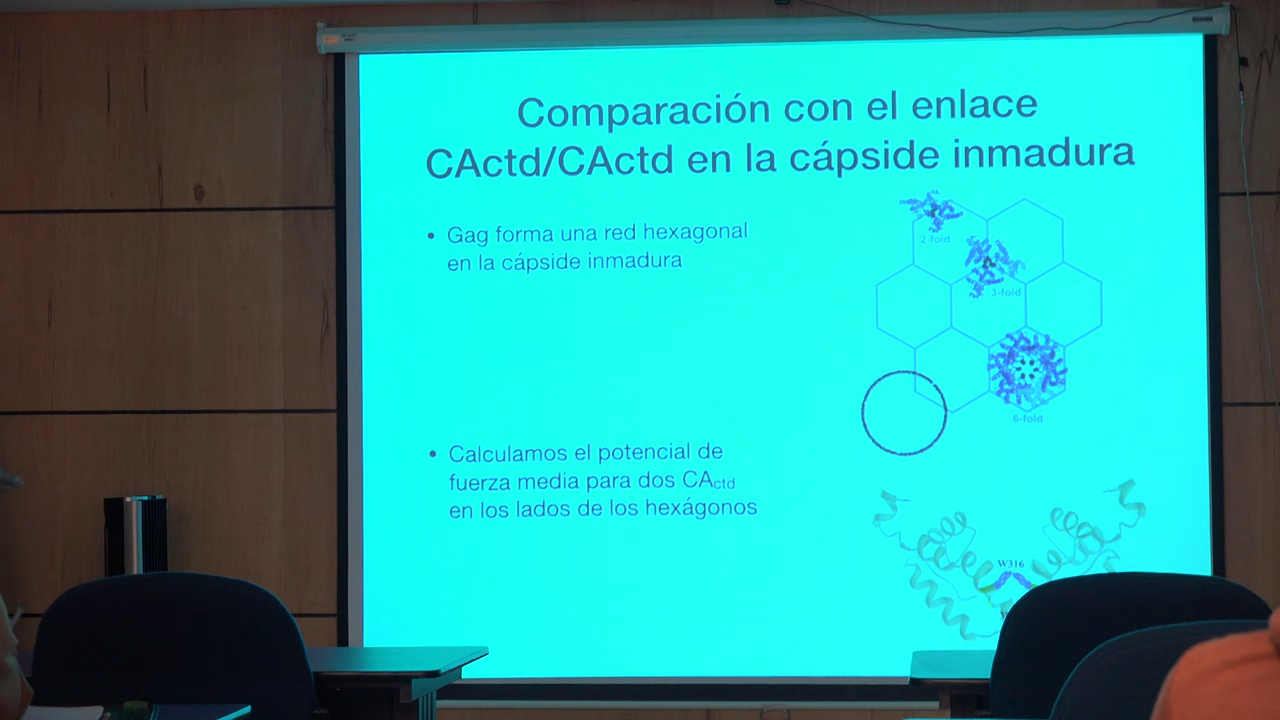 Comparación con el enlace
CActd/CActd en la cápside inmadura
• Gag forma una red hexagonal
en la cápside inmadura
2-fold
3-fold
6-fold
• Calculamos el potencial de
fuerza media para dos CActd
en los lados de los hexágonos
W316